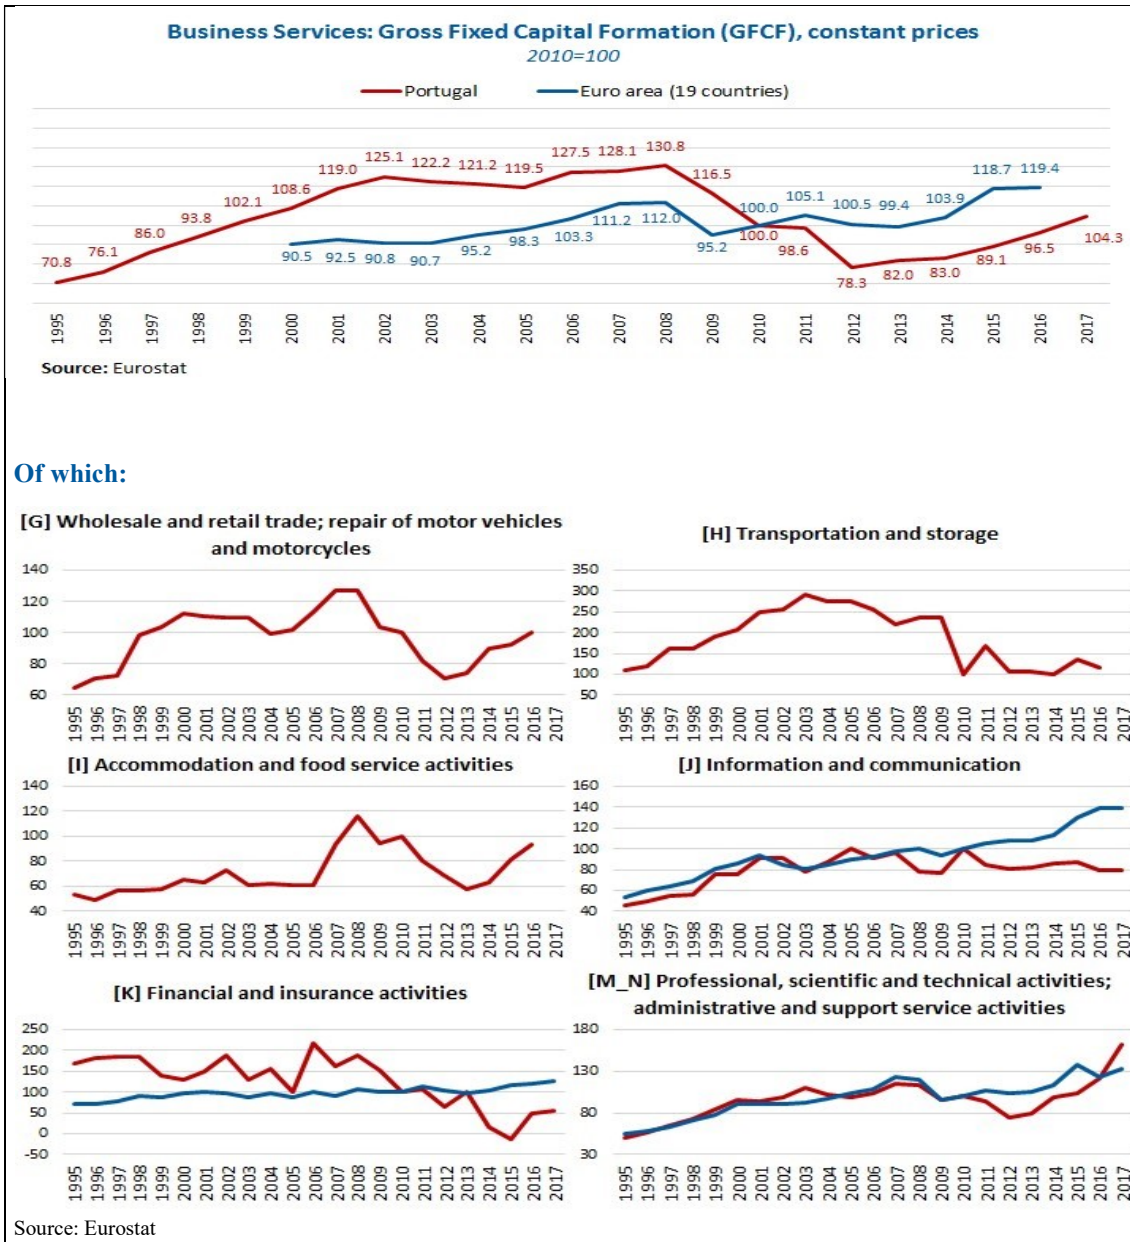 Business Services: Gross Fixed Capital Formation (GFCF), constant prices
2010=100
Portugal Euro area (19 countries)
70.8 76.1 86.0 93.8 102.1 108.6 119.0 125.1 122.2 121.2 119.5 127.5 128.1 130.8 116.5 100.0 98.6 78.3 82.0 83.0 89.1 96.5 104.3
90.5 92.5 90.8 90.7 95.2 98.3 103.3 111.2 112.0 95.2 100.0 105.1 100.5 99.4 103.9 118.7 119.4
1995 1996 1997 1998 1999 2000 2001 2002 2003 2004 2005 2006 2007 2008 2009 2010 2011 2012 2013 2014 2015 2016 2017
Source: Eurostat
Of which:
[G] Wholesale and retail trade; repair of motor vehicles
and motorcycles
140
120
100
80
60
1995 1996 1997 1998 1999 2000 2001 2002 2003 2004 2005 2006 2007 2008 2009 2010 2011 2012 2013 2014 2015 2016 2017
[H] Transportation and storage
350
300
250
200
150
100
50
1995 1996 1997 1998 1999 2000 2001 2002 2003 2004 2005 2006 2007 2008 2009 2010 2011 2012 2013 2014 2015 2016 2017
[I] Accommodation and food service activities
140
120
100
80
60
40
1995 1996 1997 1998 1999 2000 2001 2002 2003 2004 2005 2006 2007 2008 2009 2010 2011 2012 2013 2014 2015 2016 2017
[J] Information and communication
160
140
120
100
80
60
40
1995 1996 1997 1998 1999 2000 2001 2002 2003 2004 2005 2006 2007 2008 2009 2010 2011 2012 2013 2014 2015 2016 2017
[K] Financial and insurance activities
250
200
150
100
50
0
-50
1995 1996 1997 1998 1999 2000 2001 2002 2003 2004 2005 2006 2007 2008 2009 2010 2011 2012 2013 2014 2015 2016 2017
[M_N] Professional, scientific and technical activities;
administrative and support service activities
180
130
80
30
1995 1996 1997 1998 1999 2000 2001 2002 2003 2004 2005 2006 2007 2008 2009 2010 2011 2012 2013 2014 2015 2016 2017
Source: Eurostat